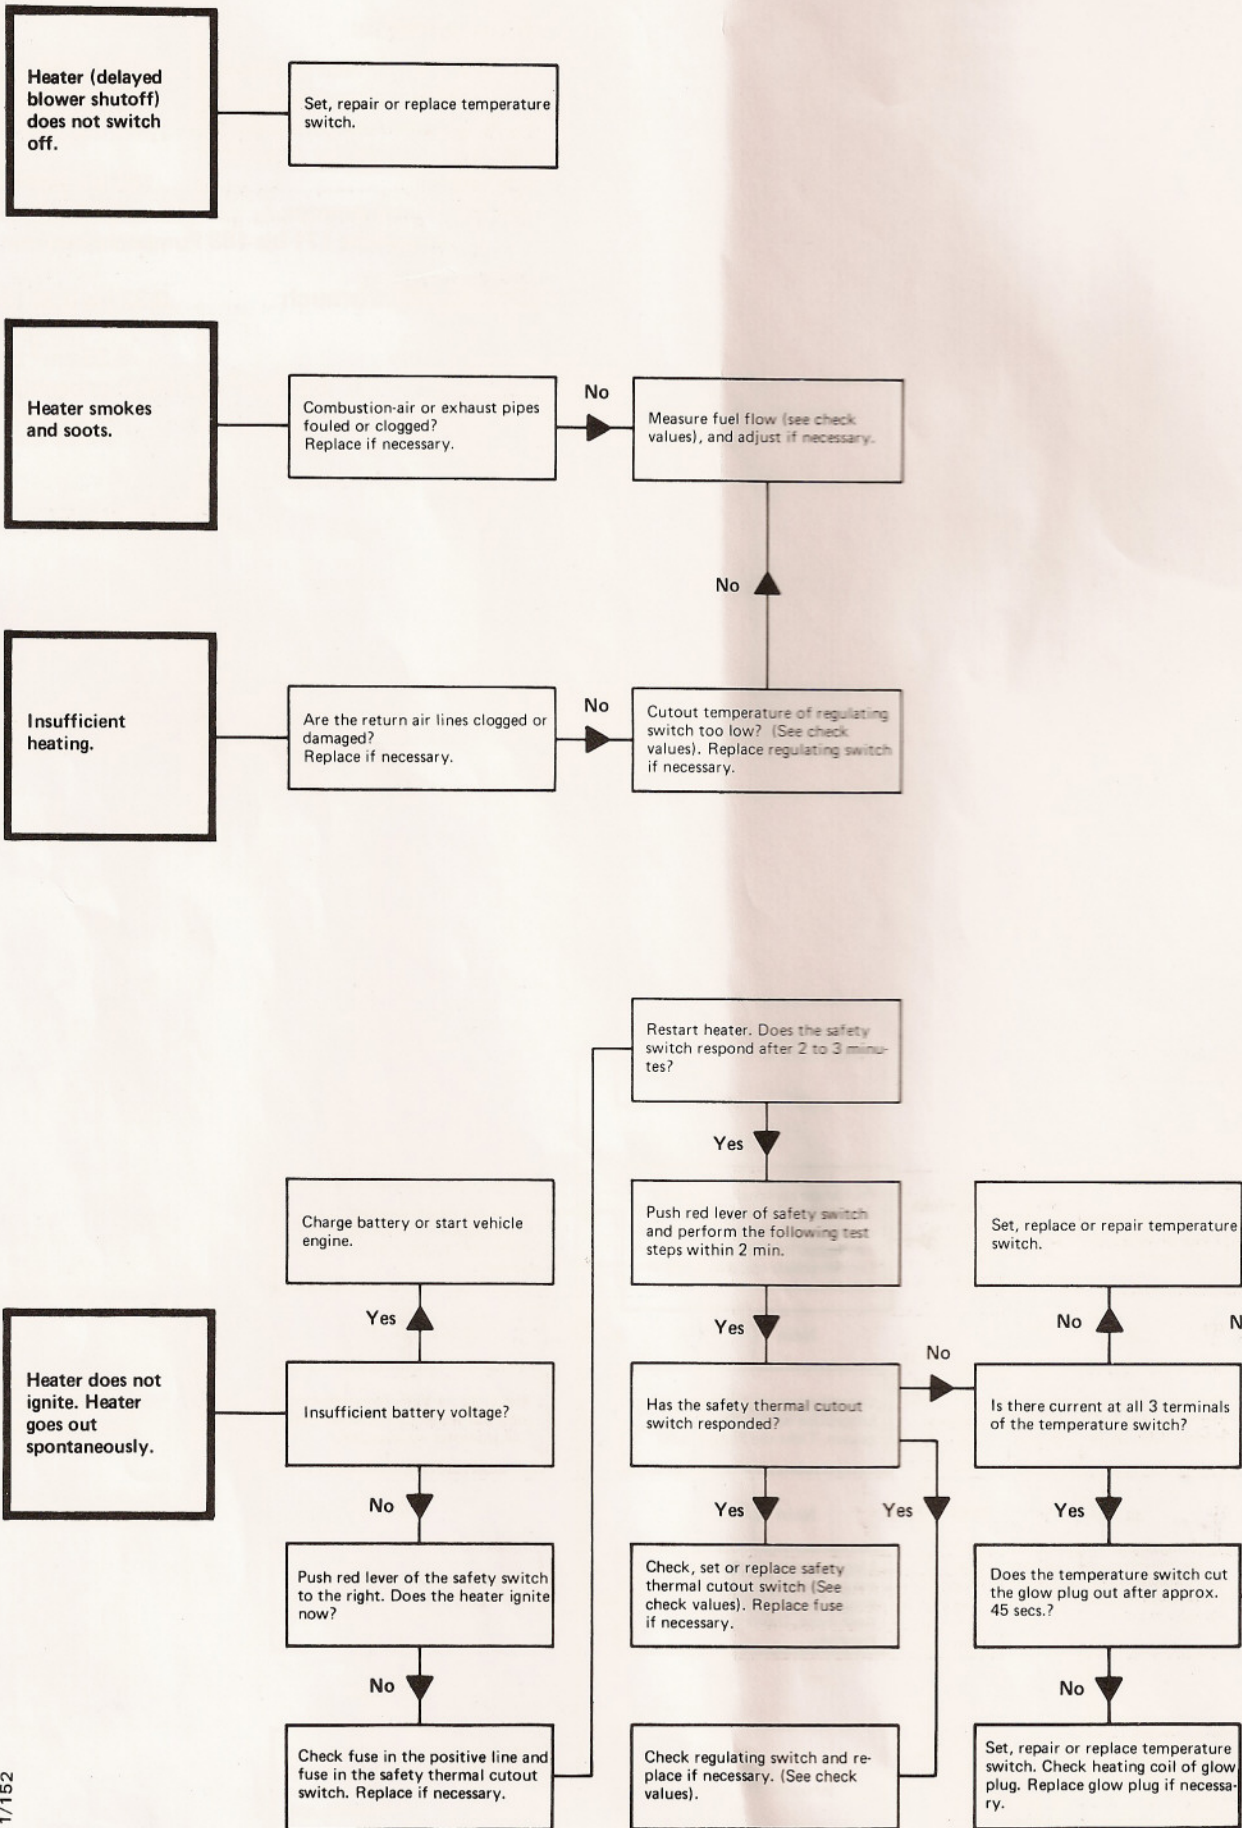 Heater (delayed
blower shutoff)
does not switch
off.
Set, repair or replace temperature
switch.
Heater smokes
and soots.
Combustion-air or exhaust pipes
fouled or clogged?
Replace if necessary.
No
Measure fuel flow (see check
values), and adjust if necessary.
No
Insufficient
heating.
Are the return air lines clogged or
damaged?
Replace if necessary.
No
Cutout temperature of regulating
switch too low? (See check
values). Replace regulating switch
if necessary.
Restart heater. Does the safety
switch respond after 2 to 3 minu-
tes?
Yes
Charge battery or start vehicle
engine.
Push red lever of safety switch
and perform the following test
steps within 2 min.
Set, replace or repair temperature
switch.
Yes
Yes
No
No
N
Heater does not
ignite. Heater
goes out
spontaneously.
Insufficient battery voltage?
Has the safety thermal cutout
switch responded?
Is there current at all 3 terminals
of the temperature switch?
No
Yes
Yes
Yes
Push red lever of the safety switch
to the right. Does the heater ignite
now?
Check, set or replace safety
thermal cutout switch (See
check values). Replace fuse
if necessary.
Does the temperature switch cut
the glow plug out after approx.
45 secs.?
No
No
Check fuse in the positive line and
fuse in the safety thermal cutout
switch. Replace if necessary.
Check regulating switch and re-
place if necessary. (See check
values).
Set, repair or replace temperature
switch. Check heating coil of glow
plug. Replace glow plug if necessa-
ry.
1/152